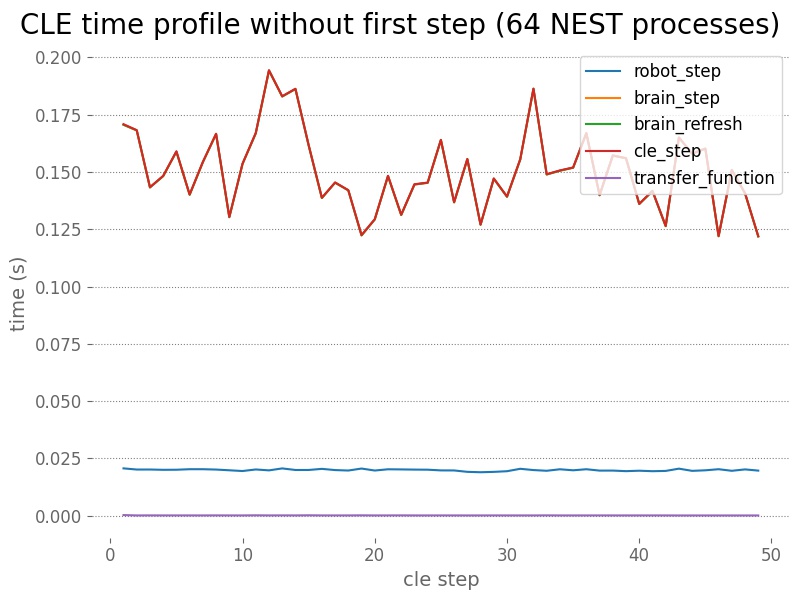 CLE time profile without first step (64 NEST processes)
0.200
0.175
0.150
0.125
0.100
0.075
0.050
0.025
0.000
time (s)
robot_step
brain_step
brain_refresh
cle_step
transfer_function
0 10 20 30 40 50
cle step